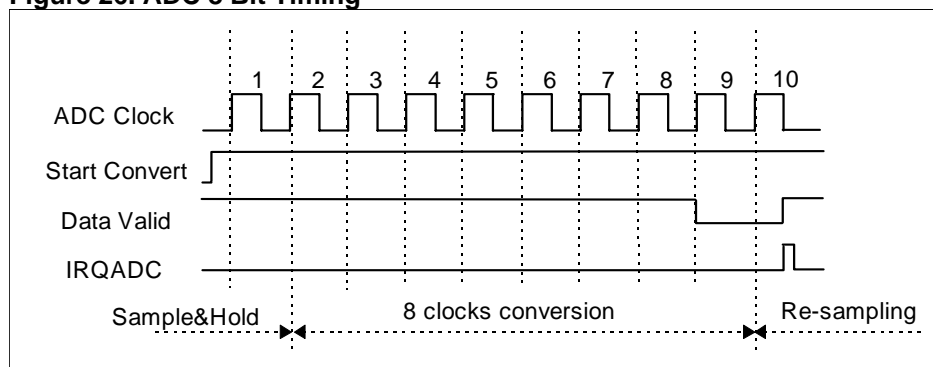 Figure 20. ADC 8 Bit Timing
1 2 3 4 5 6 7 8 9 10
ADC Clock
Start Convert
Data Valid
IRQADC
Sample&Hold 8 clocks conversion Re-sampling